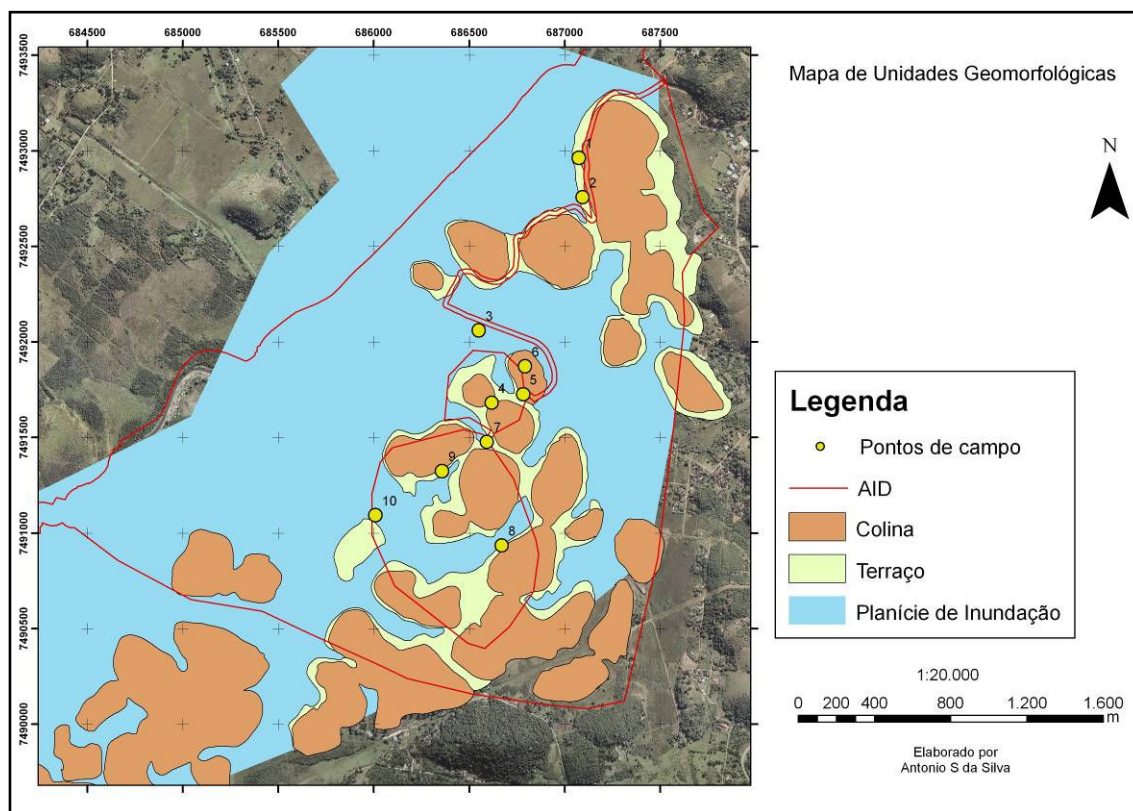 684500 685000 685500 686000 686500 687000 687500
7493500
7493000
7492500
7492000
7491500
7491000
7490500
7490000
1
2
3
6
5
4
7
9
10
8
Mapa de Unidades Geomorfológicas
N
Legenda
Pontos de campo
AID
Colina
Terraço
Planície de Inundação
1:20.000
0 200 400 800 1.200 1.600
m
Elaborado por
Antonio S da Silva